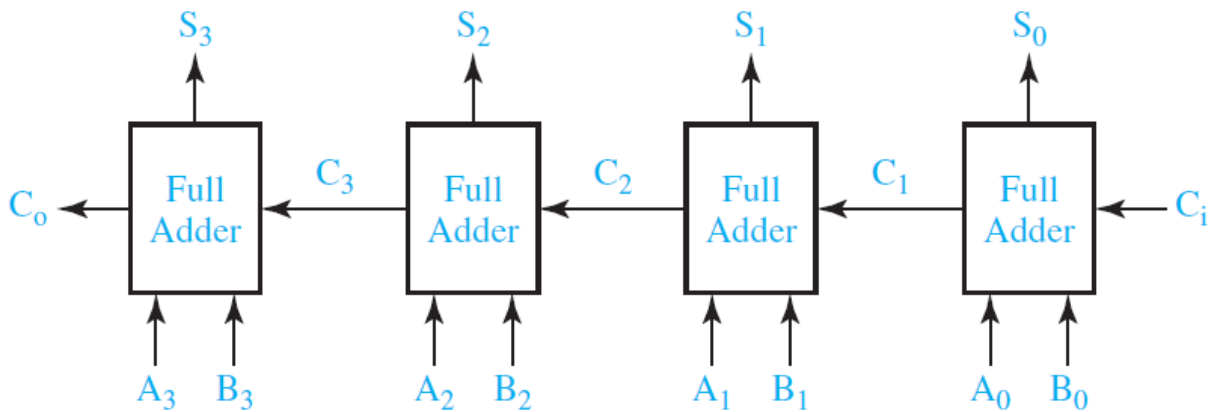 S₃ S₂ S₁ S₀
C₃ C₂ C₁
Full Full Full Full
Cₒ Cᵢ
Adder Adder Adder Adder
A₃ B₃ A₂ B₂ A₁ B₁ A₀ B₀